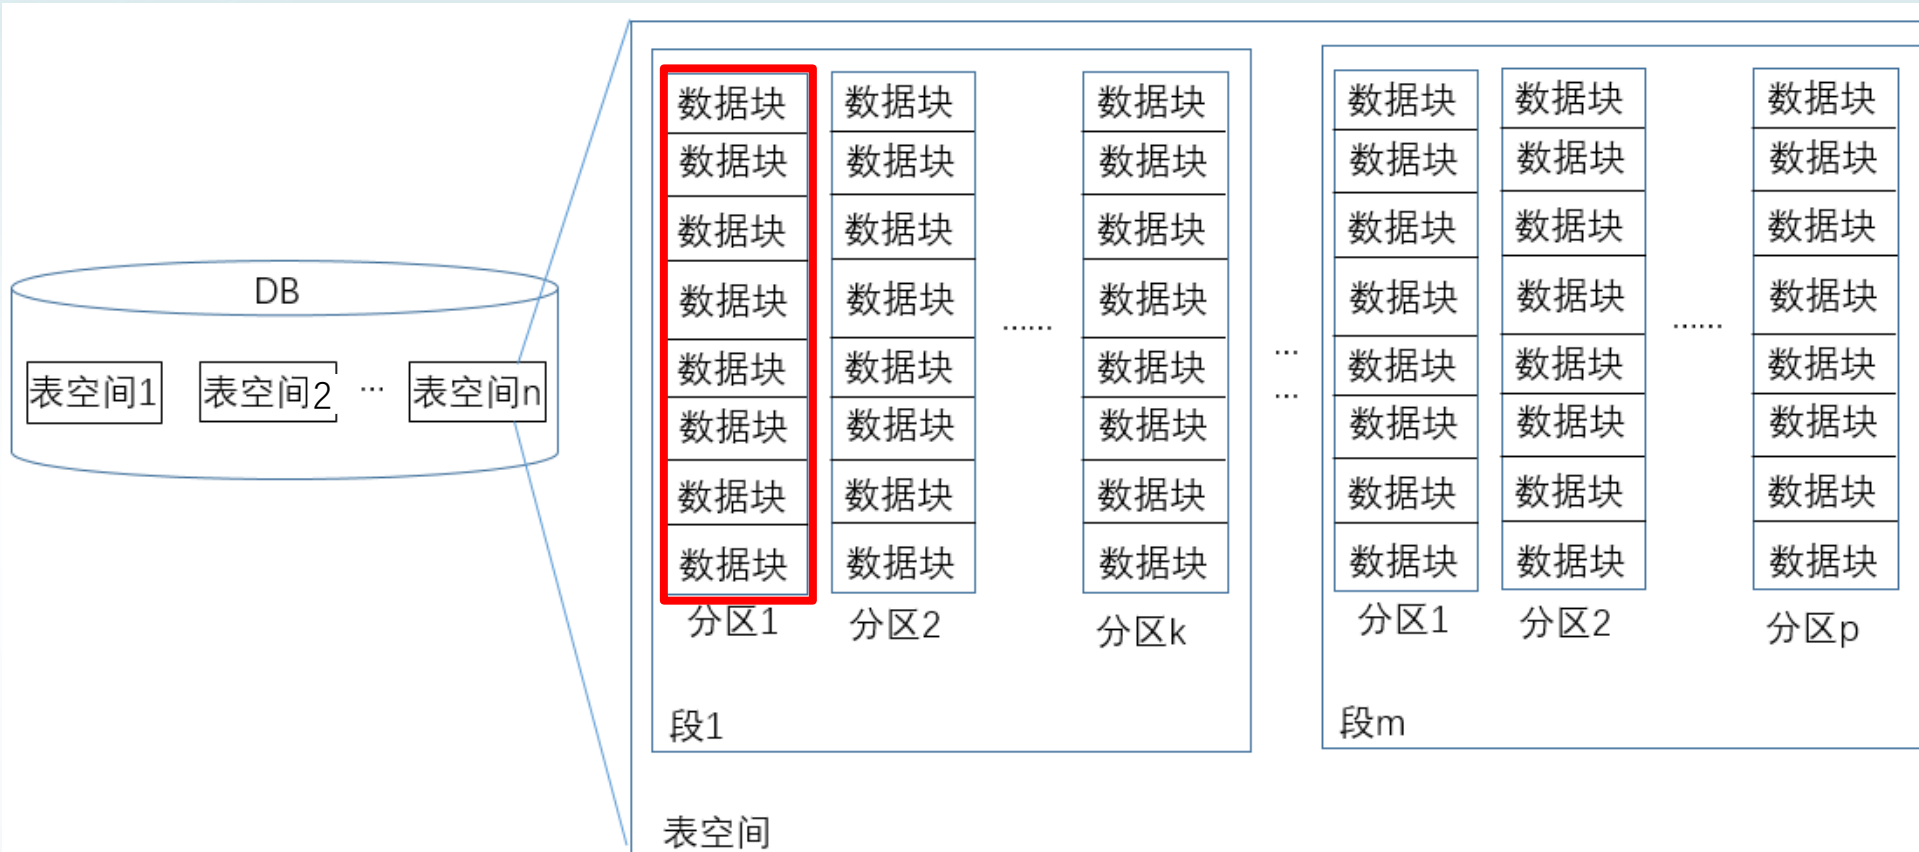 DB
表空间1 表空间2 ... 表空间n
数据块 数据块 数据块 数据块 数据块 数据块
数据块 数据块 数据块 数据块 数据块 数据块
数据块 数据块 数据块 数据块 数据块 数据块
数据块 数据块 ...... 数据块 数据块 数据块 ...... 数据块
...
数据块 数据块 数据块 数据块 数据块 数据块
...
数据块 数据块 数据块 数据块 数据块 数据块
数据块 数据块 数据块 数据块 数据块 数据块
数据块 数据块 数据块 数据块 数据块 数据块
分区1 分区2 分区k 分区1 分区2 分区p
段1 段m
表空间